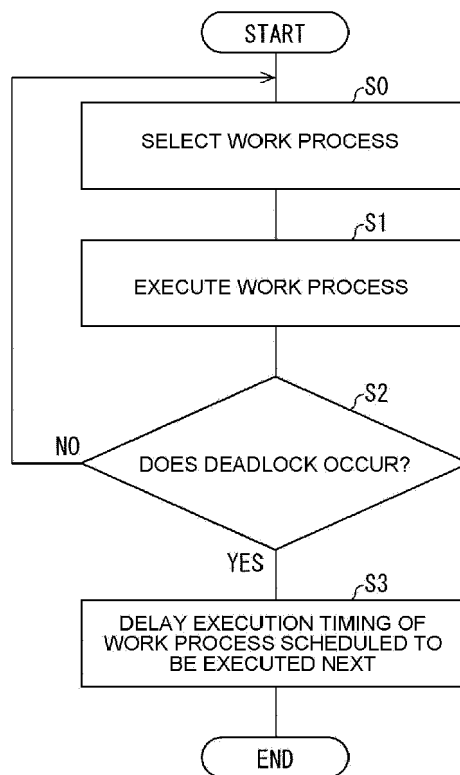 START
S0
SELECT WORK PROCESS
S1
EXECUTE WORK PROCESS
S2
NO
DOES DEADLOCK OCCUR?
YES
S3
DELAY EXECUTION TIMING OF
WORK PROCESS SCHEDULED TO
BE EXECUTED NEXT
END